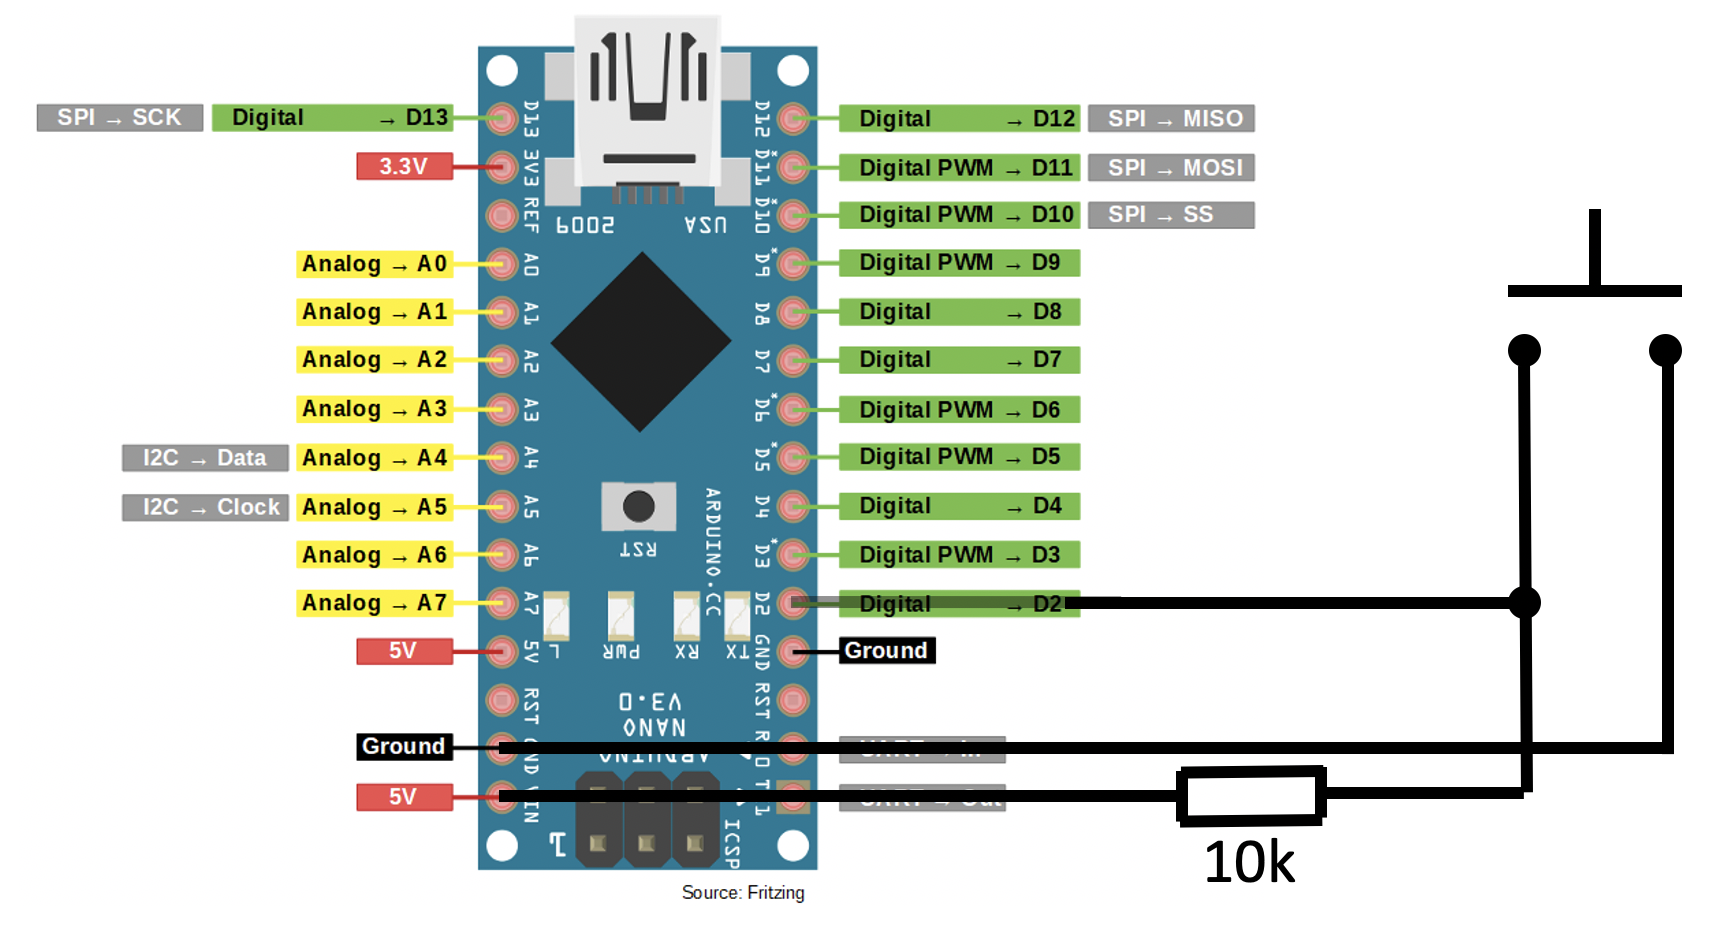 SPI → SCK
Digital → D13
3.3V
Analog → A0
Analog → A1
Analog → A2
Analog → A3
I2C → Data
Analog → A4
I2C → Clock
Analog → A5
Analog → A6
Analog → A7
5V
Ground
5V
D13
3V3
REF
A0
A1
A2
A3
A4
A5
A6
A7
5V
RST
GND
VIN
2009
USA
RST
ARDUINO.CC
L
PWR
RX
TX
V3.0
NANO
ARDUINO
1
ICSP
D12
D11*
D10*
D9*
D8
D7
D6*
D5*
D4
D3*
D2
GND
RST
Digital → D12
SPI → MISO
Digital PWM → D11
SPI → MOSI
Digital PWM → D10
SPI → SS
Digital PWM → D9
Digital → D8
Digital → D7
Digital PWM → D6
Digital PWM → D5
Digital → D4
Digital PWM → D3
Digital → D2
Ground
UART → In
UART → Out
10k
Source: Fritzing